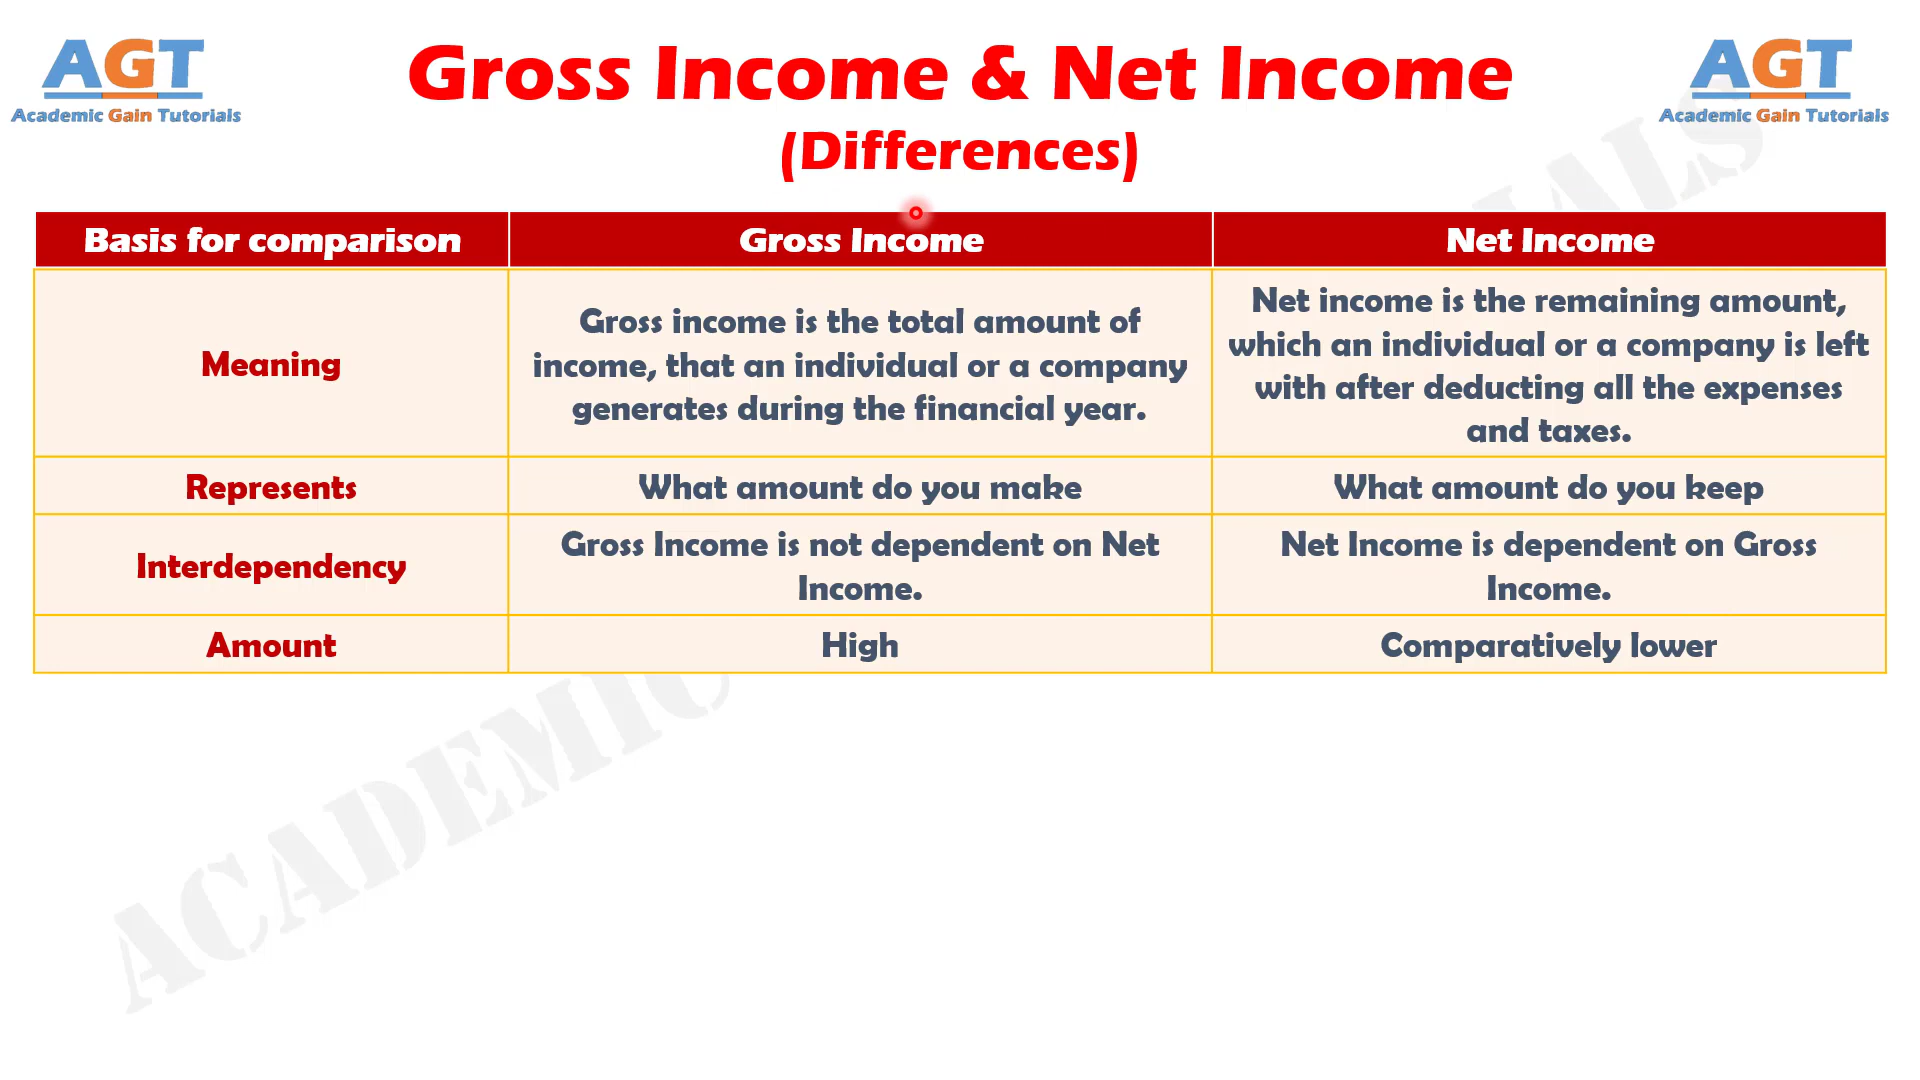 AGT
Academic Gain Tutorials
Gross Income & Net Income
(Differences)
AGT
Academic Gain Tutorials
Basis for comparison
Gross Income
Net Income
Meaning
Gross income is the total amount of
income, that an individual or a company
generates during the financial year.
Net income is the remaining amount,
which an individual or a company is left
with after deducting all the expenses
and taxes.
Represents
What amount do you make
What amount do you keep
Interdependency
Gross Income is not dependent on Net
Income.
Net Income is dependent on Gross
Income.
Amount
High
Comparatively lower
ACADEMIC